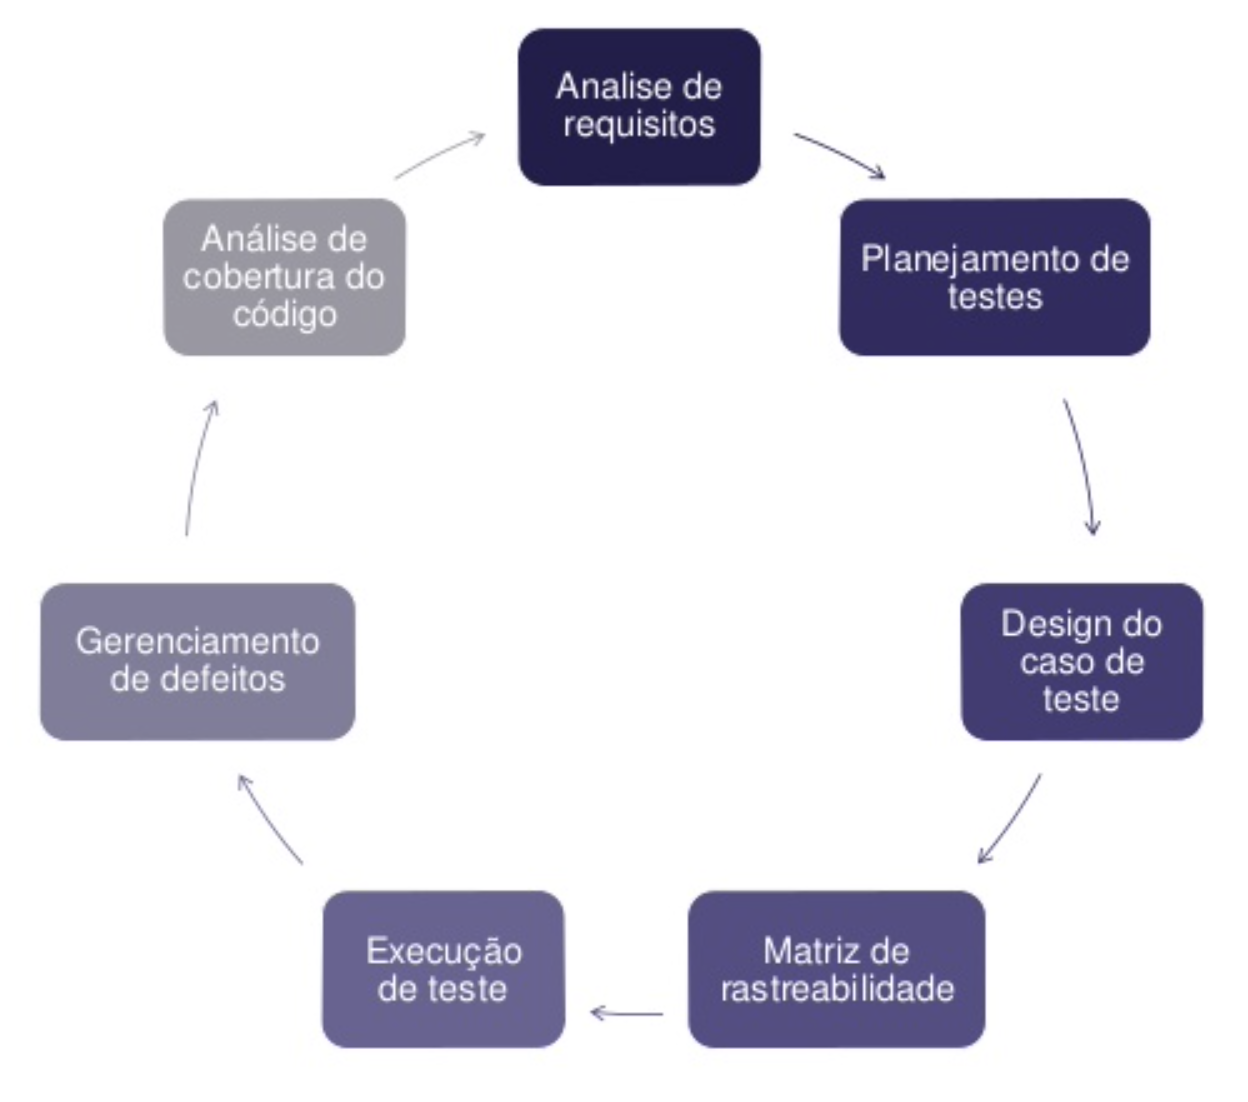 Analise de
requisitos
Planejamento de
testes
Design do
caso de
teste
Matriz de
rastreabilidade
Execução
de teste
Gerenciamento
de defeitos
Análise de
cobertura do
código